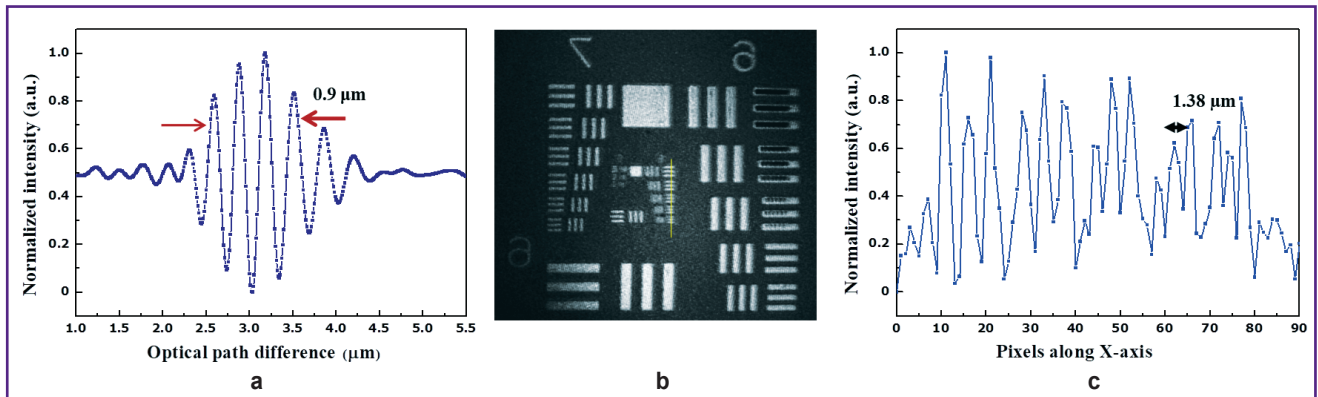 1.0
0.8
0.6
0.4
0.2
0
Normalized intensity (a.u.)
0.9 µm
1.0 1.5 2.0 2.5 3.0 3.5 4.0 4.5 5.0 5.5
Optical path difference (µm)
a
7 6
b
1.0
0.8
0.6
0.4
0.2
0
Normalized intensity (a.u.)
1.38 µm
0 10 20 30 40 50 60 70 80 90
Pixels along X-axis
c